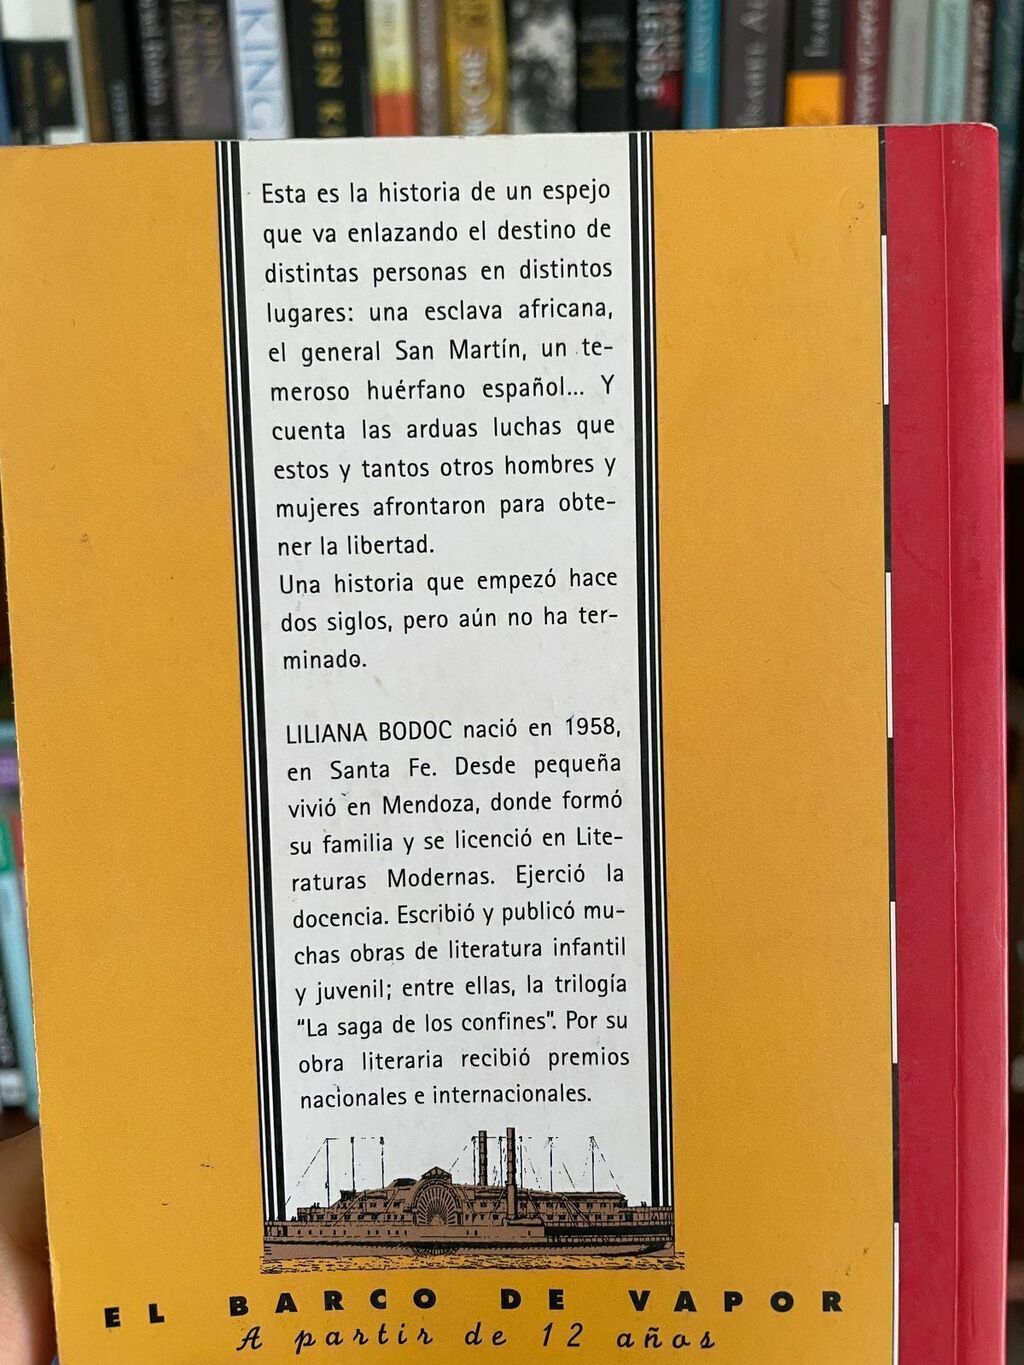 KING
PHEN K
ENDE
Esta es la historia de un espejo
que va enlazando el destino de
distintas personas en distintos
lugares: una esclava africana,
el general San Martín, un te-
meroso huérfano español... Y
cuenta las arduas luchas que
estos y tantos otros hombres y
mujeres afrontaron para obte-
ner la libertad.
Una historia que empezó hace
dos siglos, pero aún no ha ter-
minado.
LILIANA BODOC nació en 1958,
en Santa Fe. Desde pequeña
vivió en Mendoza, donde formó
su familia y se licenció en Lite-
raturas Modernas. Ejerció la
docencia. Escribió y publicó mu-
chas obras de literatura infantil
y juvenil; entre ellas, la trilogía
"La saga de los confines". Por su
obra literaria recibió premios
nacionales e internacionales.
EL BARCO DE VAPOR
A partir de 12 años